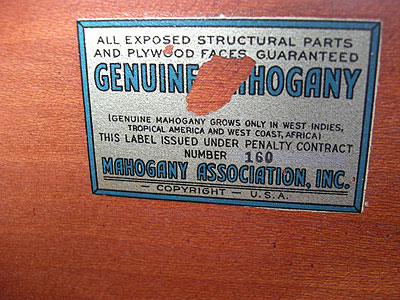 ALL EXPOSED STRUCTURAL PARTS
AND PLYWOOD FACES GUARANTEED
GENUINE MAHOGANY
(GENUINE MAHOGANY GROWS ONLY IN WEST INDIES,
TROPICAL AMERICA AND WEST COAST, AFRICA)
THIS LABEL ISSUED UNDER PENALTY CONTRACT
NUMBER 160
MAHOGANY ASSOCIATION, INC.
— COPYRIGHT — U.S.A. —